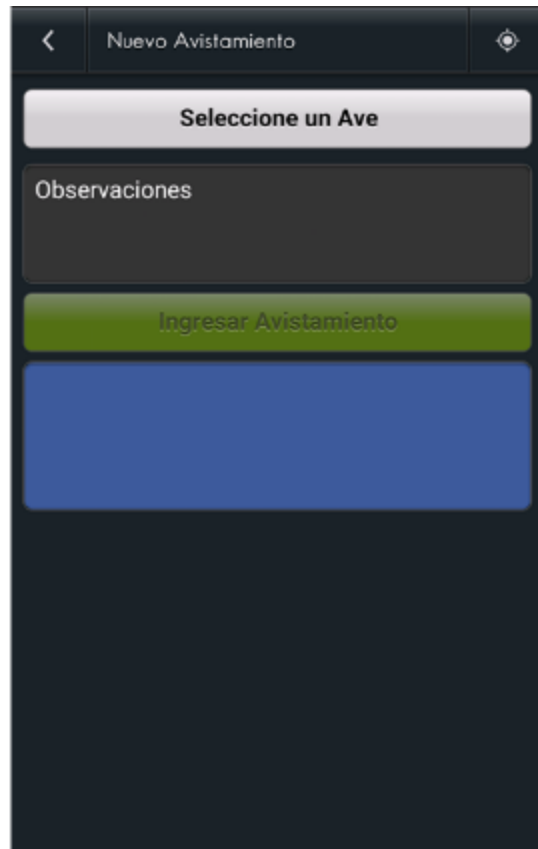 Nuevo Avistamiento
Seleccione un Ave
Observaciones
Ingresar Avistamiento